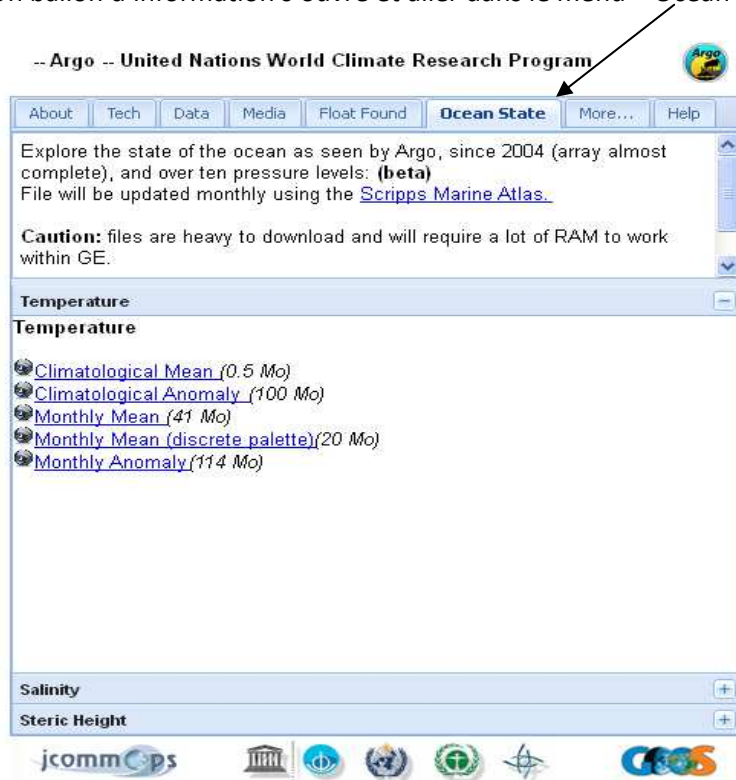 ballon d'information s'ouvre et aller dans le menu
-- Argo -- United Nations World Climate Research Program
Argo
About Tech Data Media Float Found Ocean State More... Help
Explore the state of the ocean as seen by Argo, since 2004 (array almost
complete), and over ten pressure levels: (beta)
File will be updated monthly using the Scripps Marine Atlas.
Caution: files are heavy to download and will require a lot of RAM to work
within GE.
Temperature
Temperature
Climatological Mean (0.5 Mo)
Climatological Anomaly (100 Mo)
Monthly Mean (41 Mo)
Monthly Mean (discrete palette)(20 Mo)
Monthly Anomaly(114 Mo)
Salinity
Steric Height
jcommops
GOOS